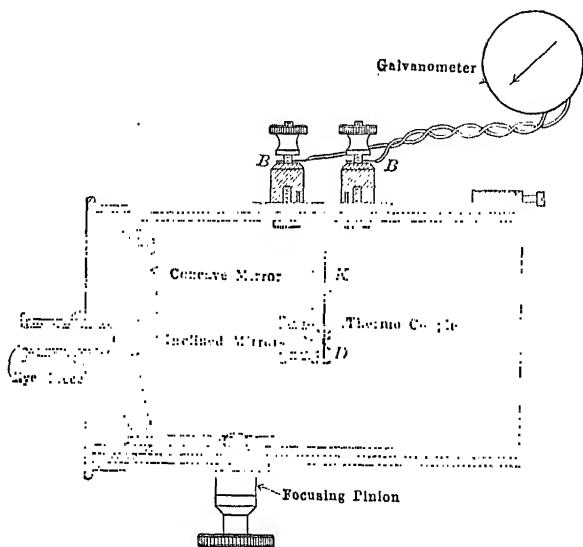 Galvanometer
B
B
Concave Mirror
K
Thermo Couple
Inclined Mirrors
D
Eye Piece
Focusing Pinion